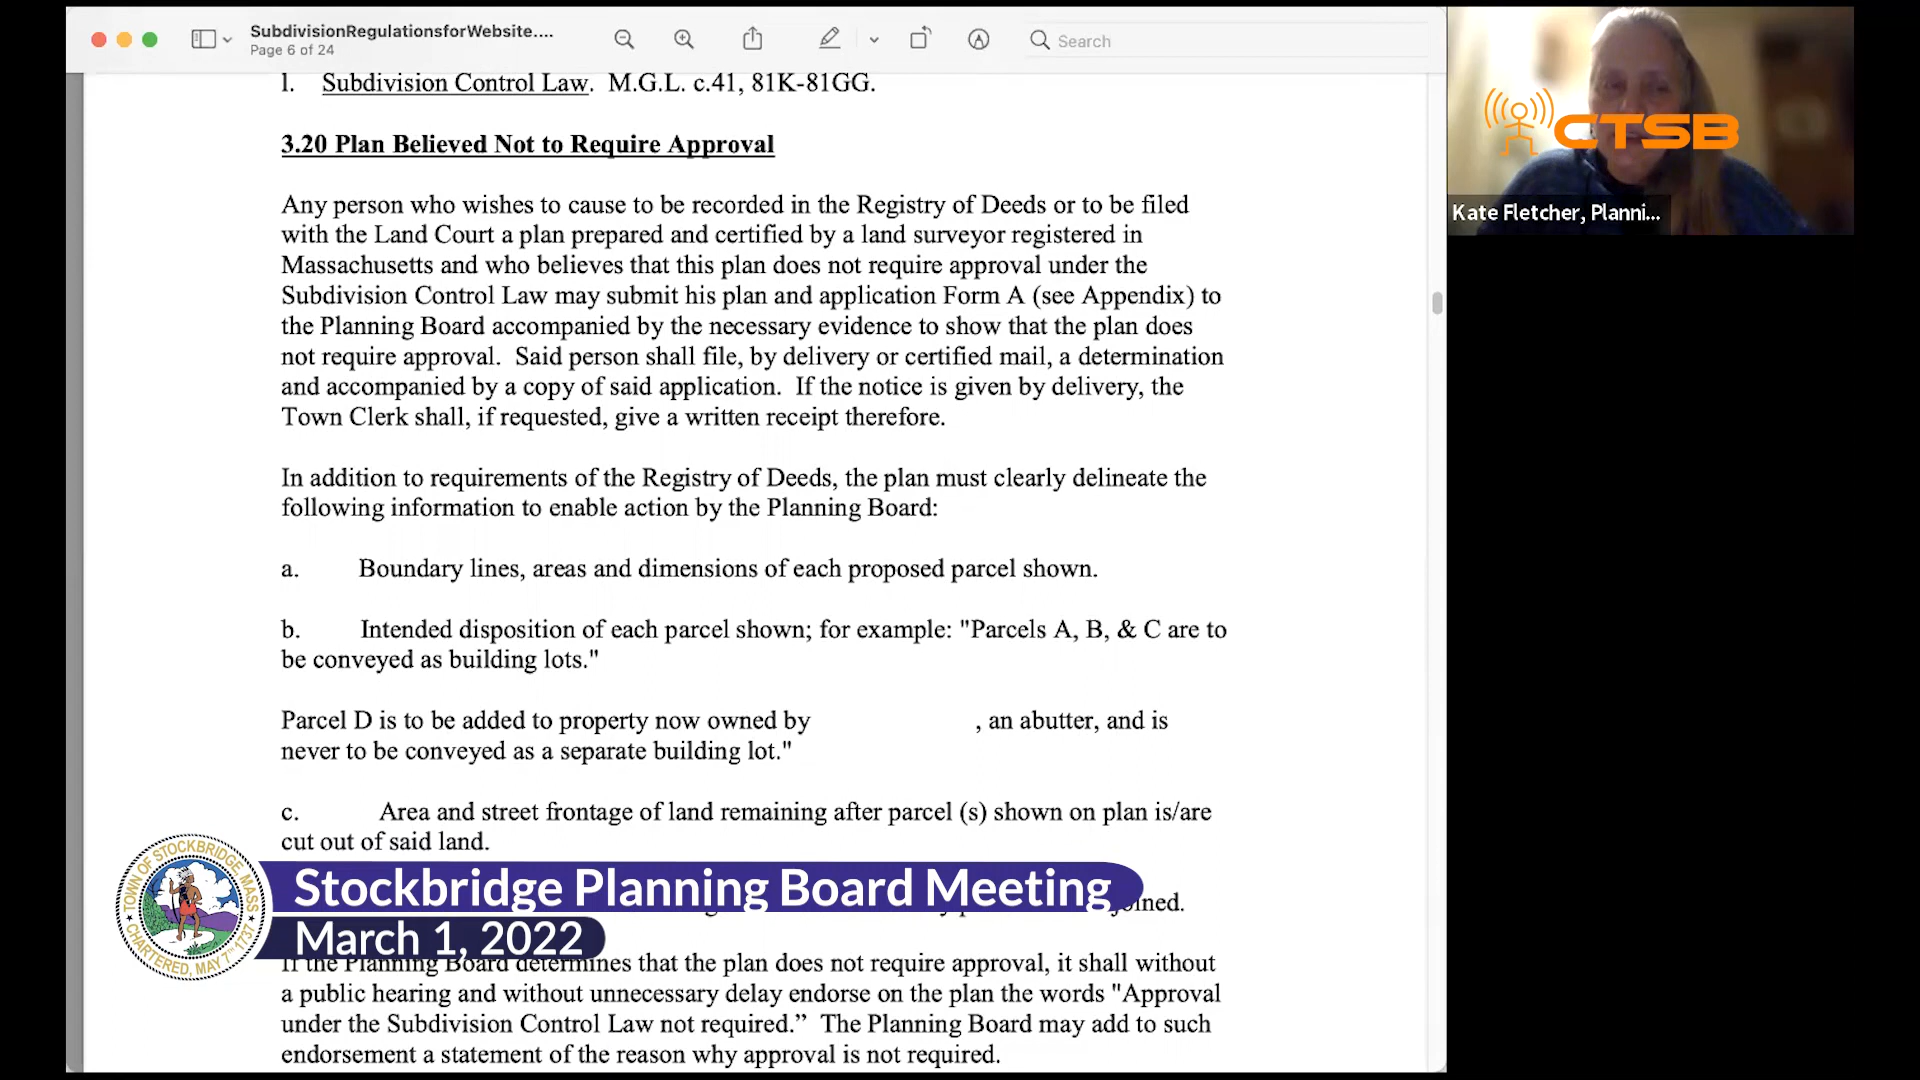 SubdivisionRegulationsforWebsite....
Page 6 of 24
Search
l. Subdivision Control Law. M.G.L. c.41, 81K-81GG.
3.20 Plan Believed Not to Require Approval
Any person who wishes to cause to be recorded in the Registry of Deeds or to be filed
with the Land Court a plan prepared and certified by a land surveyor registered in
Massachusetts and who believes that this plan does not require approval under the
Subdivision Control Law may submit his plan and application Form A (see Appendix) to
the Planning Board accompanied by the necessary evidence to show that the plan does
not require approval. Said person shall file, by delivery or certified mail, a determination
and accompanied by a copy of said application. If the notice is given by delivery, the
Town Clerk shall, if requested, give a written receipt therefore.
In addition to requirements of the Registry of Deeds, the plan must clearly delineate the
following information to enable action by the Planning Board:
a. Boundary lines, areas and dimensions of each proposed parcel shown.
b. Intended disposition of each parcel shown; for example: "Parcels A, B, & C are to
be conveyed as building lots."
Parcel D is to be added to property now owned by , an abutter, and is
never to be conveyed as a separate building lot."
c. Area and street frontage of land remaining after parcel (s) shown on plan is/are
cut out of said land.
If the Planning Board determines that the plan does not require approval, it shall without
a public hearing and without unnecessary delay endorse on the plan the words "Approval
under the Subdivision Control Law not required.” The Planning Board may add to such
endorsement a statement of the reason why approval is not required.
CTSB
Kate Fletcher, Planni...
TOWN OF STOCKBRIDGE, MASS
CHARTERED, MAY 7TH 1737
Stockbridge Planning Board Meeting
March 1, 2022